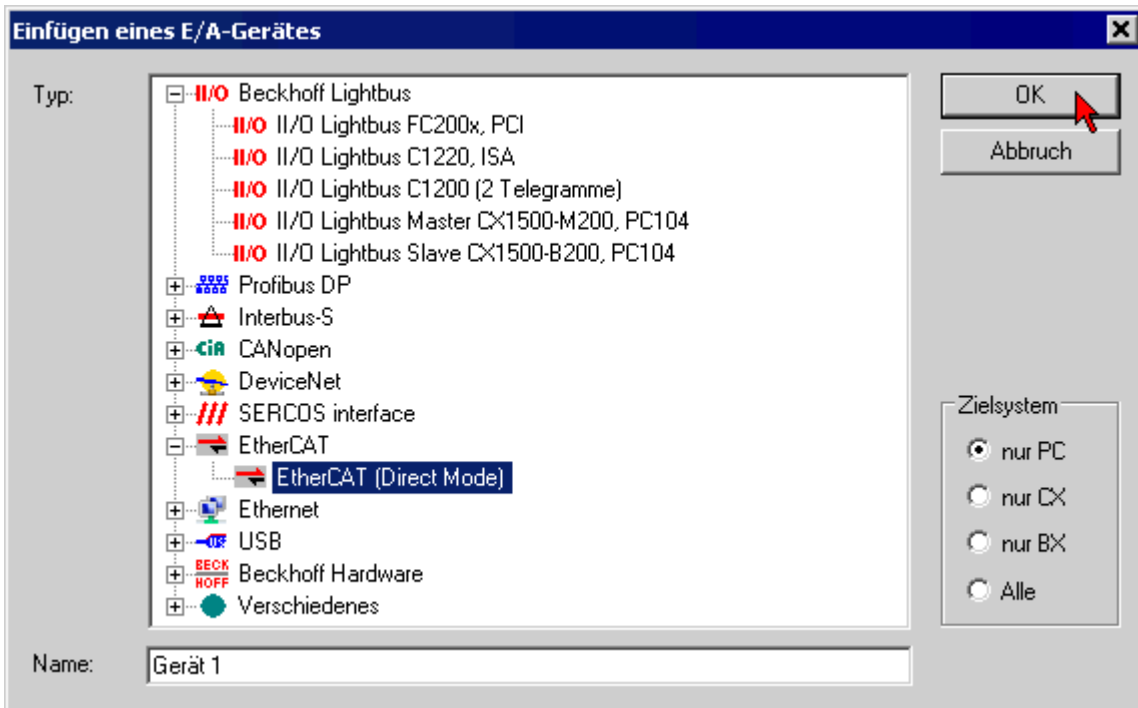 Einfügen eines E/A-Gerätes
Typ:
II/O Beckhoff Lightbus
II/O II/O Lightbus FC200x, PCI
II/O II/O Lightbus C1220, ISA
II/O II/O Lightbus C1200 (2 Telegramme)
II/O II/O Lightbus Master CX1500-M200, PC104
II/O II/O Lightbus Slave CX1500-B200, PC104
Profibus DP
Interbus-S
CiA CANopen
DeviceNet
SERCOS interface
EtherCAT
EtherCAT (Direct Mode)
Ethernet
USB
BECK
HOFF
Beckhoff Hardware
Verschiedenes
OK
Abbruch
Zielsystem
nur PC
nur CX
nur BX
Alle
Name:
Gerät 1